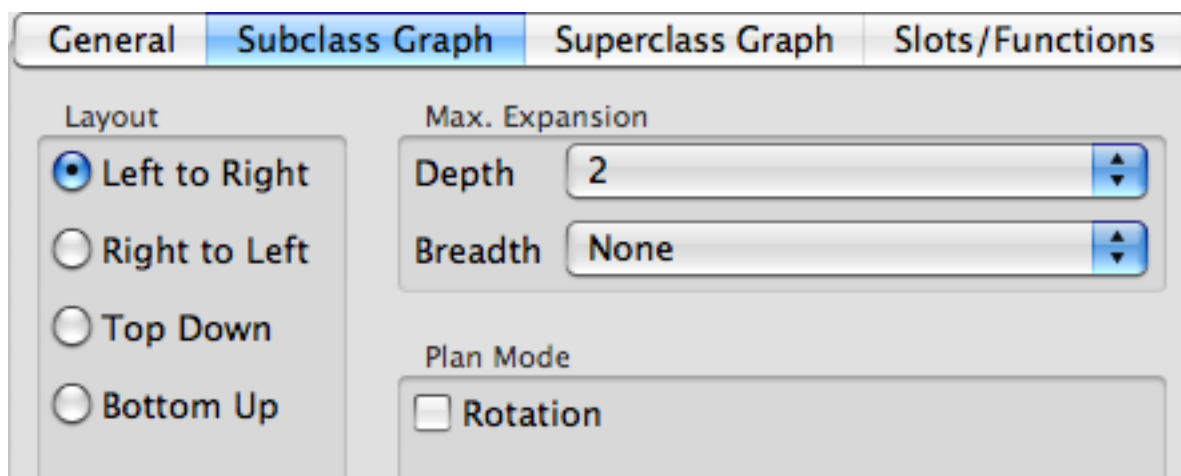 General Subclass Graph Superclass Graph Slots/Functions
Layout
Left to Right
Right to Left
Top Down
Bottom Up
Max. Expansion
Depth 2
Breadth None
Plan Mode
Rotation